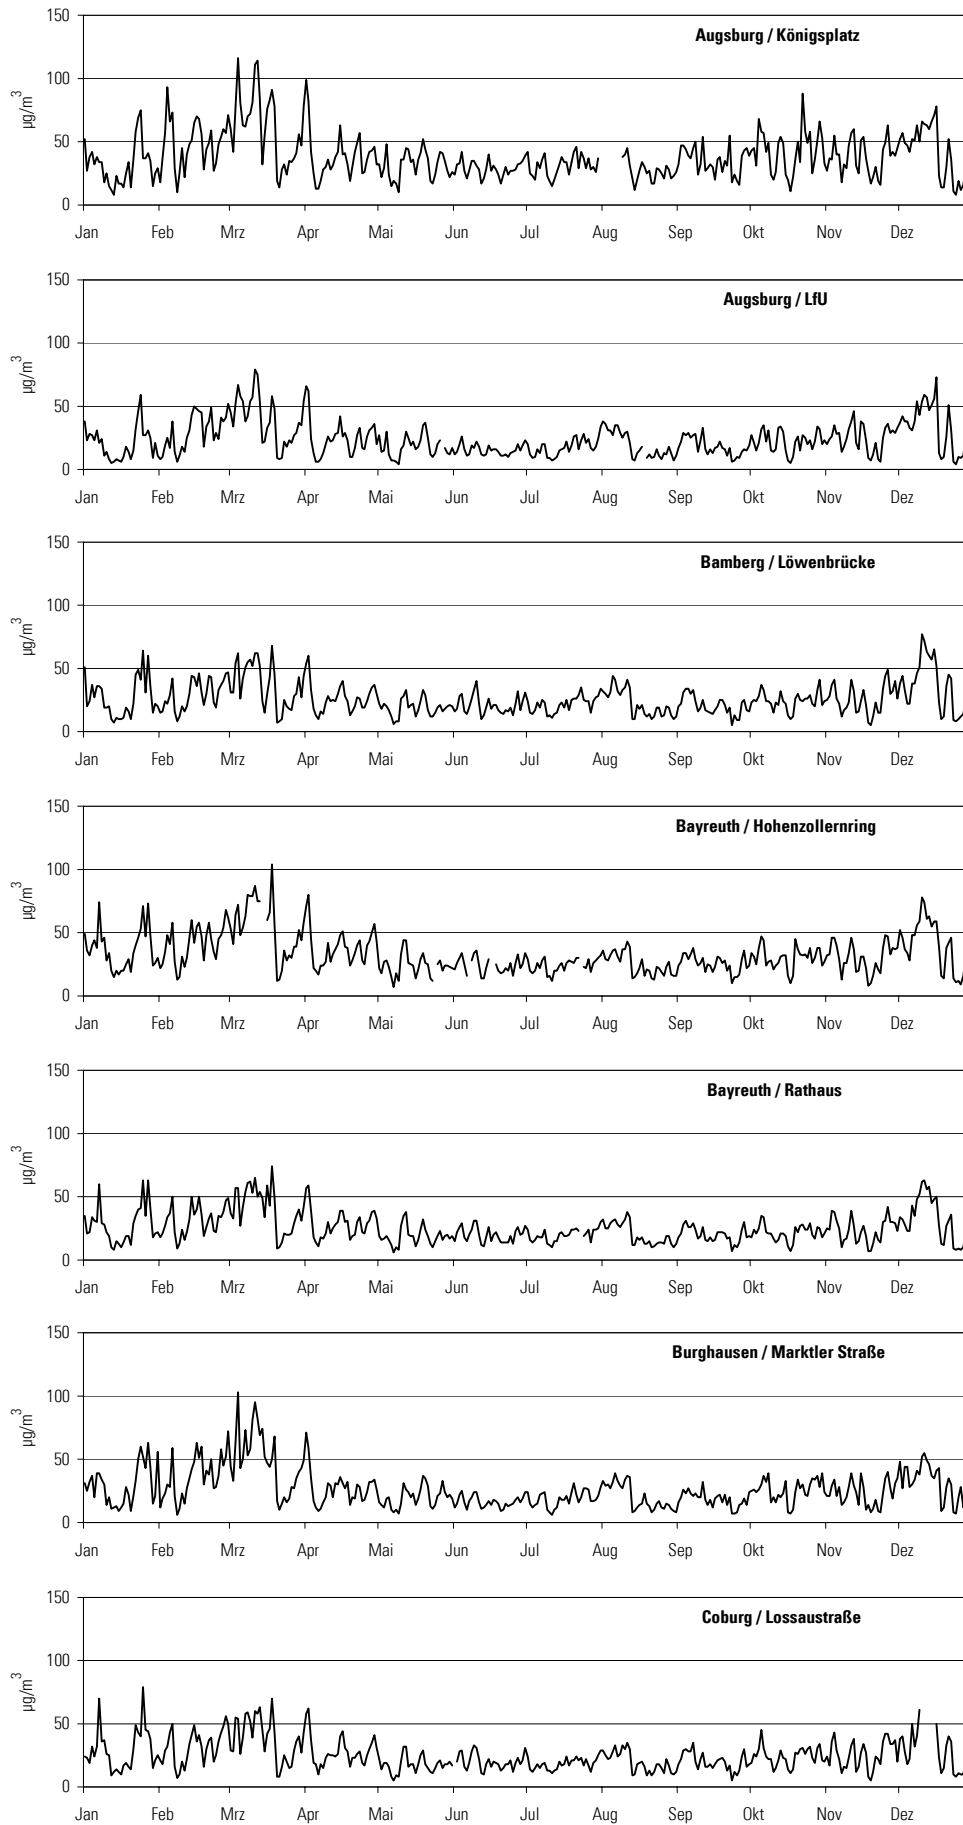 Augsburg / Königsplatz
µg/m³
150
100
50
0
Jan Feb Mrz Apr Mai Jun Jul Aug Sep Okt Nov Dez
Augsburg / LfU
µg/m³
150
100
50
0
Jan Feb Mrz Apr Mai Jun Jul Aug Sep Okt Nov Dez
Bamberg / Löwenbrücke
µg/m³
150
100
50
0
Jan Feb Mrz Apr Mai Jun Jul Aug Sep Okt Nov Dez
Bayreuth / Hohenzollernring
µg/m³
150
100
50
0
Jan Feb Mrz Apr Mai Jun Jul Aug Sep Okt Nov Dez
Bayreuth / Rathaus
µg/m³
150
100
50
0
Jan Feb Mrz Apr Mai Jun Jul Aug Sep Okt Nov Dez
Burghausen / Marktler Straße
µg/m³
150
100
50
0
Jan Feb Mrz Apr Mai Jun Jul Aug Sep Okt Nov Dez
Coburg / Lossaustraße
µg/m³
150
100
50
0
Jan Feb Mrz Apr Mai Jun Jul Aug Sep Okt Nov Dez